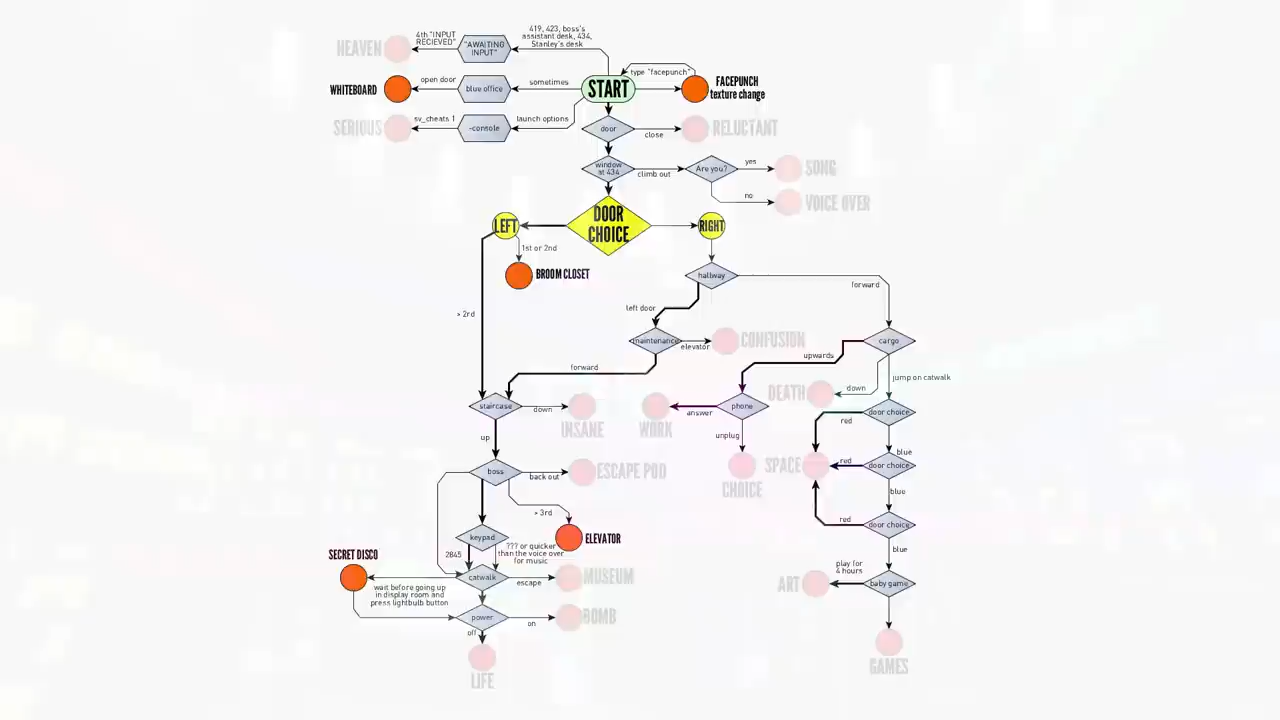 419, 423, boss's
assistant desk, 434,
Stanley's desk
4th "INPUT
RECIEVED"
HEAVEN
"AWAITING
INPUT"
type "facepunch"
FACEPUNCH
texture change
WHITEBOARD
open door
blue office
sometimes
START
SERIOUS
sv_cheats 1
-console
launch options
door
close
RELUCTANT
window
at 434
climb out
Are you?
yes
SONG
no
VOICE OVER
DOOR
CHOICE
LEFT
RIGHT
1st or 2nd
BROOM CLOSET
hallway
forward
left door
> 2rd
maintenance
elevator
CONFUSION
cargo
upwards
forward
down
jump on catwalk
DEATH
staircase
down
INSANE
WORK
answer
phone
door choice
red
up
unplug
blue
boss
back out
ESCAPE POD
CHOICE
SPACE
red
door choice
blue
> 3rd
red
door choice
keypad
ELEVATOR
blue
2845
??? or quicker
than the voice over
for music
SECRET DISCO
play for
4 hours
catwalk
escape
MUSEUM
ART
baby game
wait before going up
in display room and
press lightbulb button
power
on
BOMB
off
LIFE
GAMES